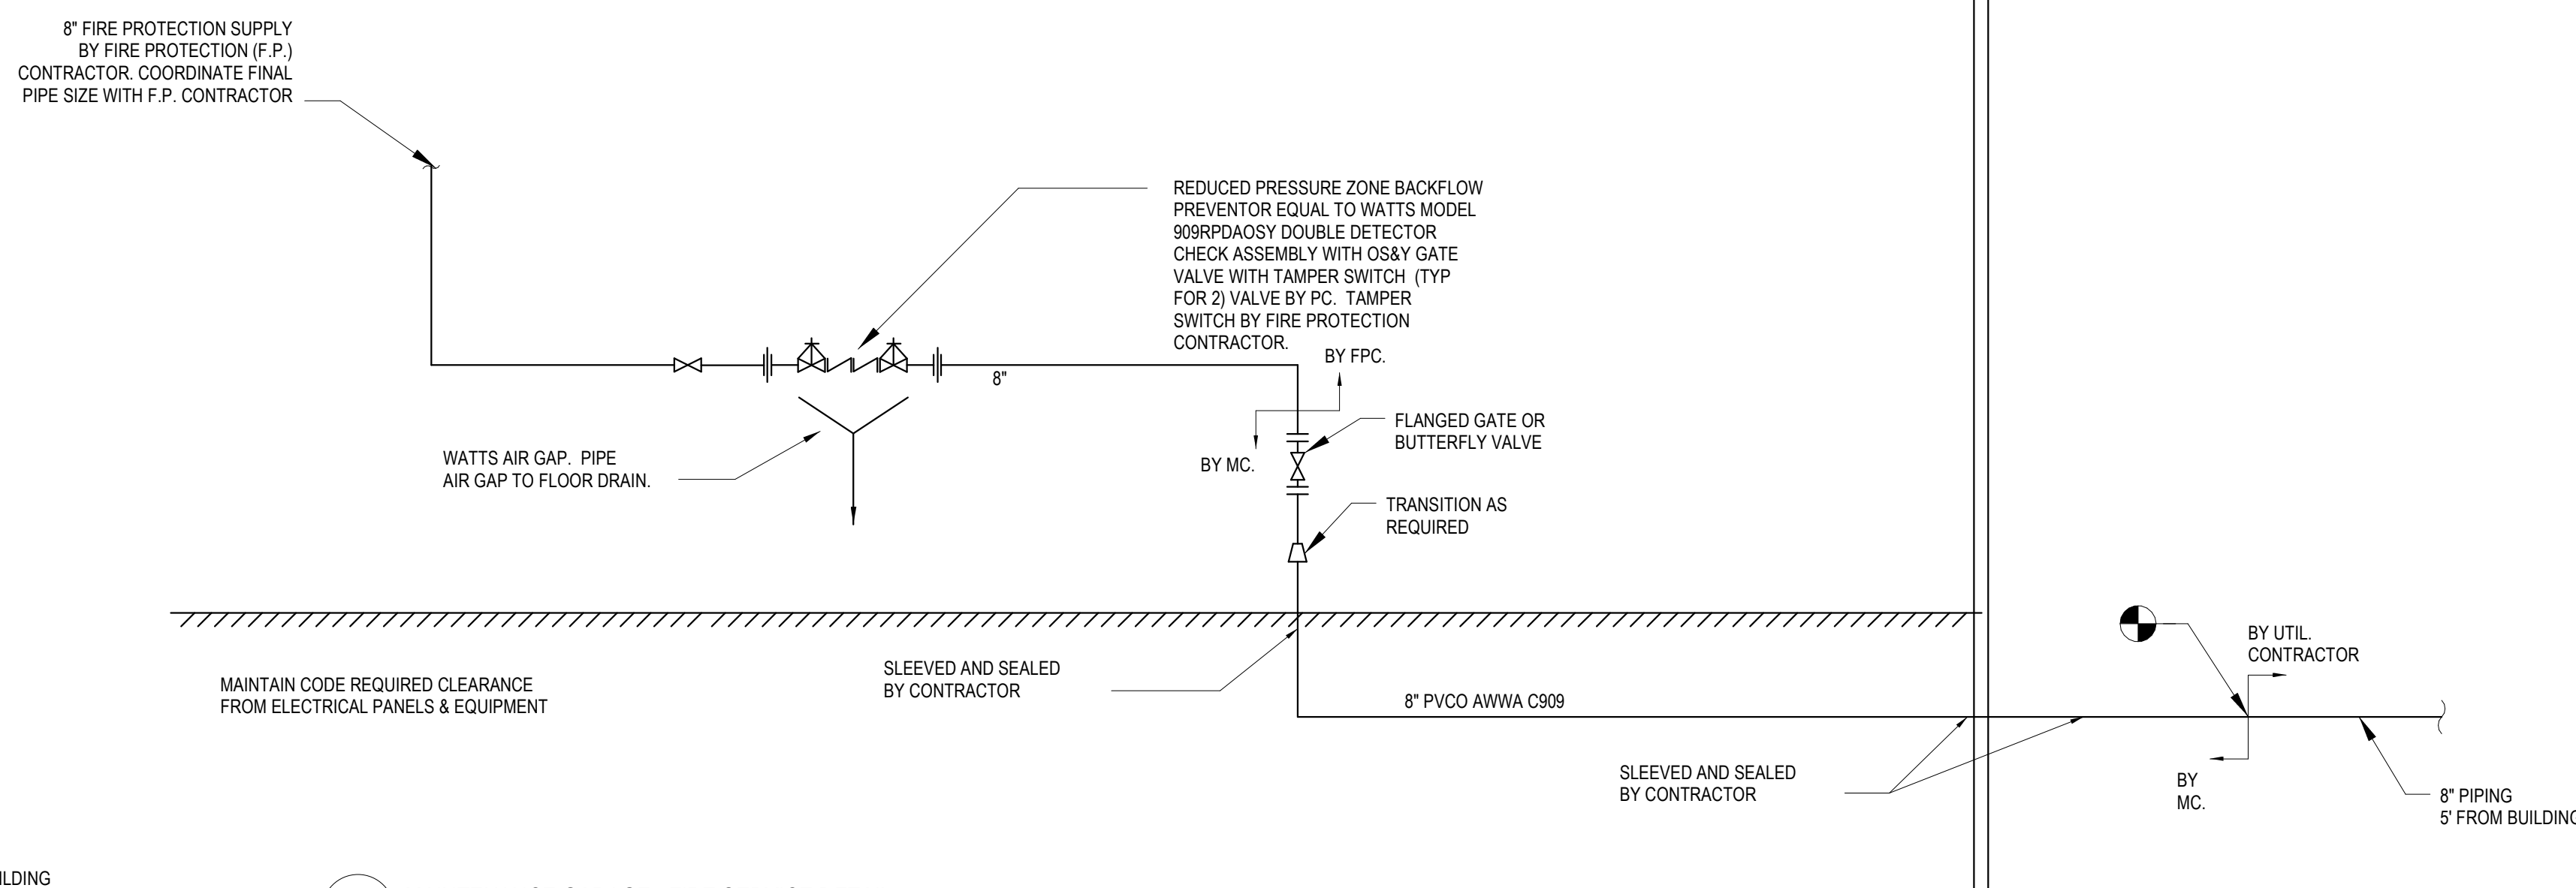 8" FIRE PROTECTION SUPPLY
BY FIRE PROTECTION (F.P.)
CONTRACTOR. COORDINATE FINAL
PIPE SIZE WITH F.P. CONTRACTOR
REDUCED PRESSURE ZONE BACKFLOW
PREVENTOR EQUAL TO WATTS MODEL
909RPDAOSY DOUBLE DETECTOR
CHECK ASSEMBLY WITH OS&Y GATE
VALVE WITH TAMPER SWITCH (TYP
FOR 2) VALVE BY PC. TAMPER
SWITCH BY FIRE PROTECTION
CONTRACTOR.
BY FPC.
8"
FLANGED GATE OR
BUTTERFLY VALVE
BY MC.
WATTS AIR GAP. PIPE
AIR GAP TO FLOOR DRAIN.
TRANSITION AS
REQUIRED
BY UTIL.
CONTRACTOR
SLEEVED AND SEALED
BY CONTRACTOR
MAINTAIN CODE REQUIRED CLEARANCE
FROM ELECTRICAL PANELS & EQUIPMENT
8" PVCO AWWA C909
SLEEVED AND SEALED
BY CONTRACTOR
BY
MC.
8" PIPING
5' FROM BUILDING
ILDING